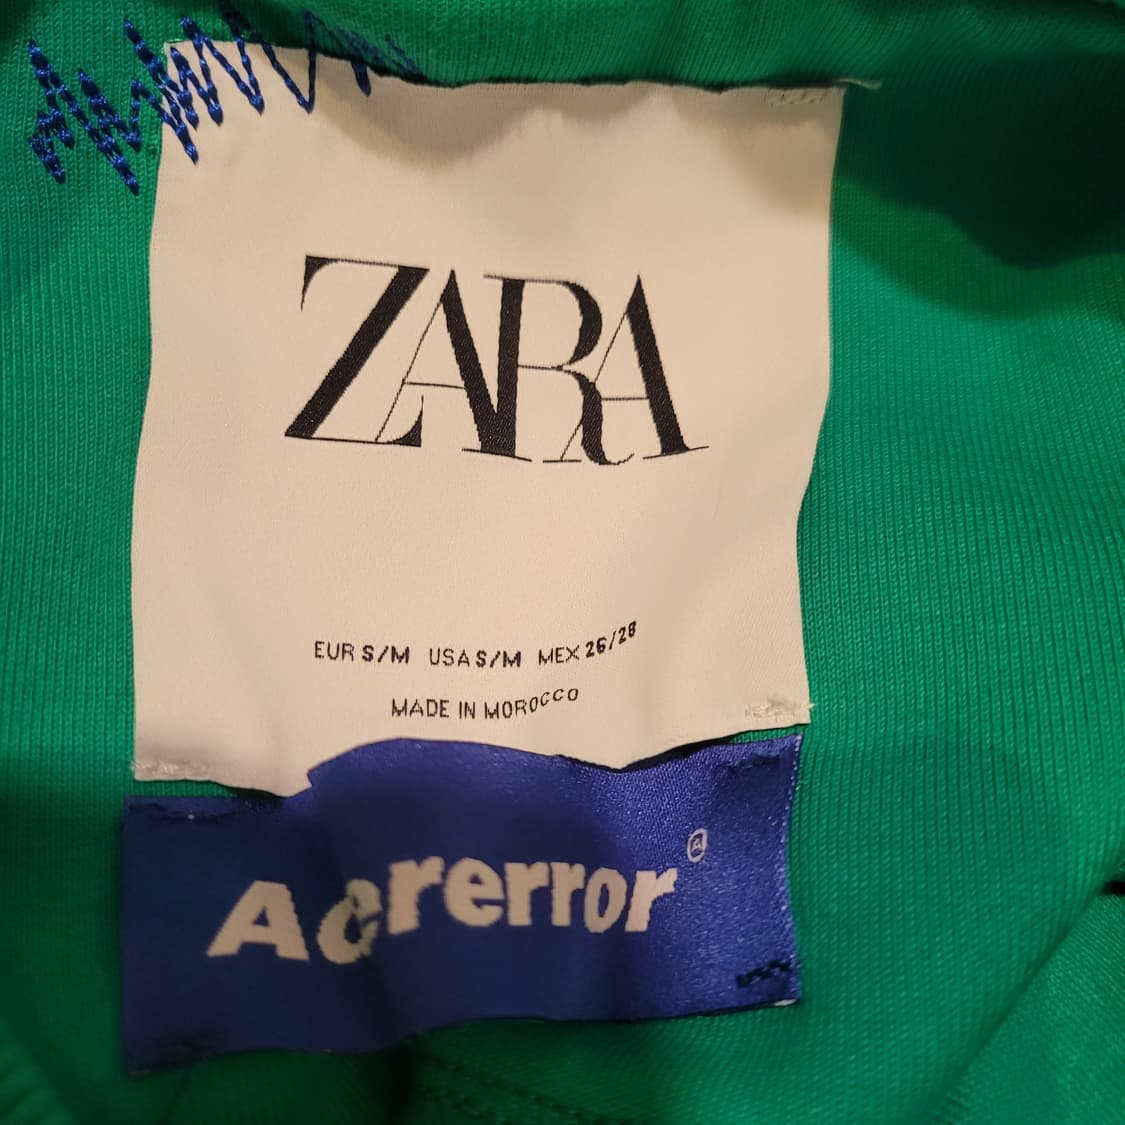 ZARA
EUR S/M USA S/M MEX 26/28
MADE IN MOROCCO
Adererror